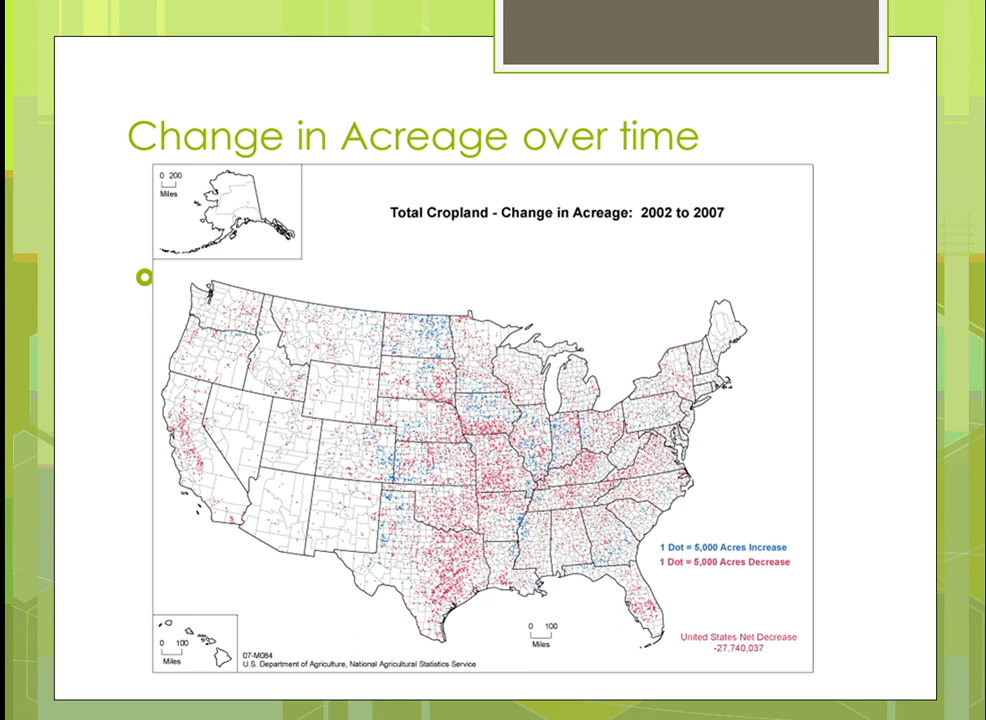 Change in Acreage over time
0 200
Miles
Total Cropland - Change in Acreage: 2002 to 2007
1 Dot = 5,000 Acres Increase
1 Dot = 5,000 Acres Decrease
United States Net Decrease
-27,740,037
0 100
Miles
0 100
Miles
07-M084
U.S. Department of Agriculture, National Agricultural Statistics Service